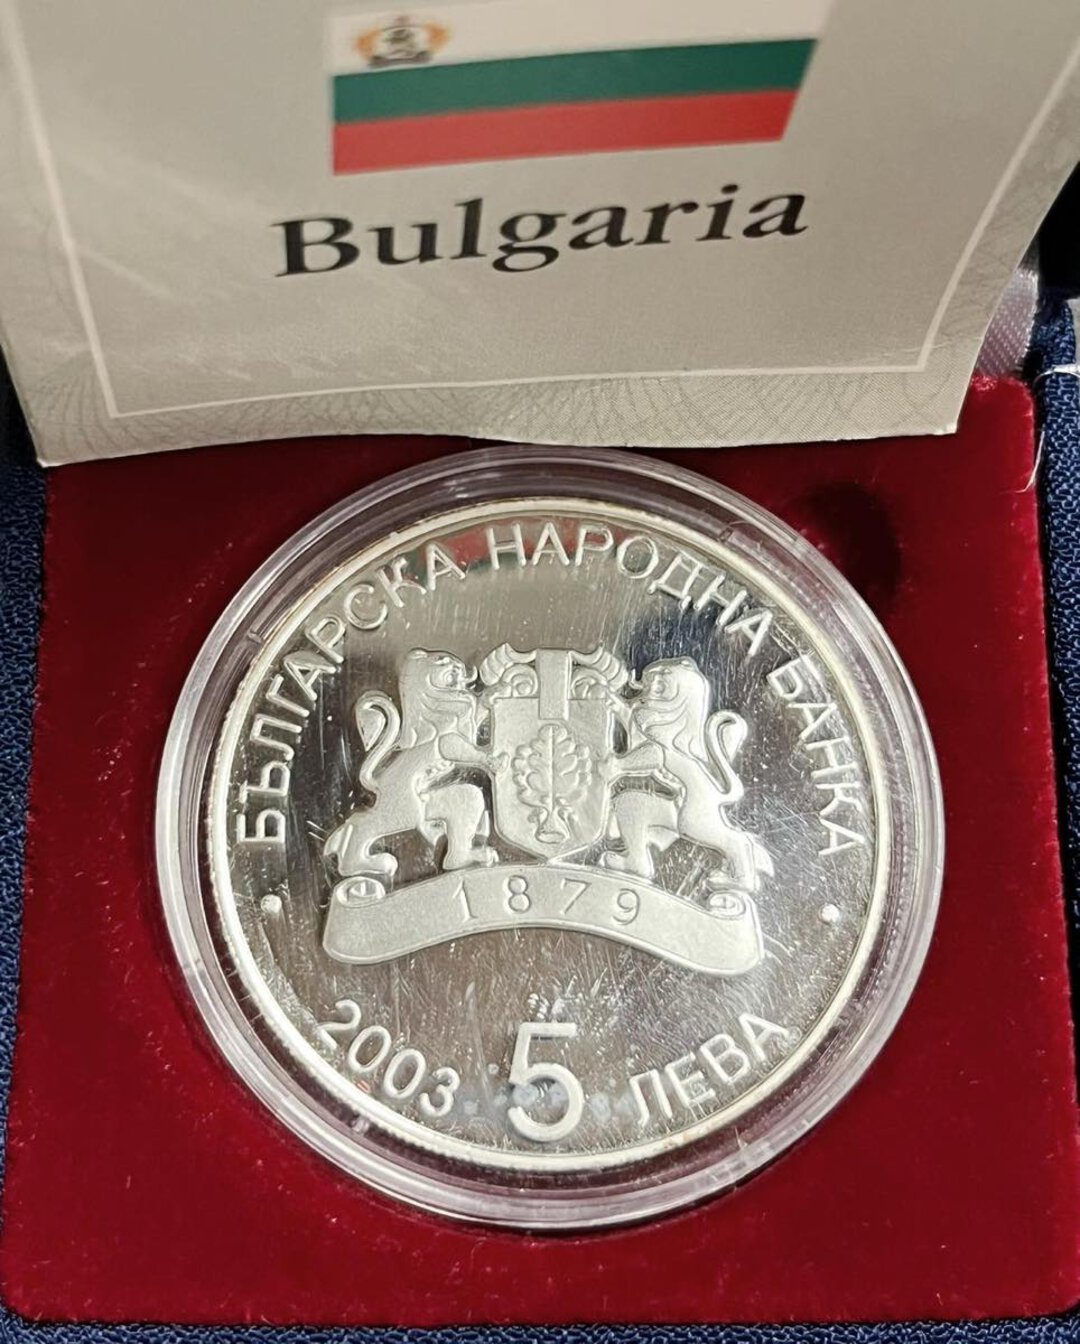 Bulgaria
БЪЛГАРСКА НАРОДНА БАНКА
1879
2003 5 ЛЕВА